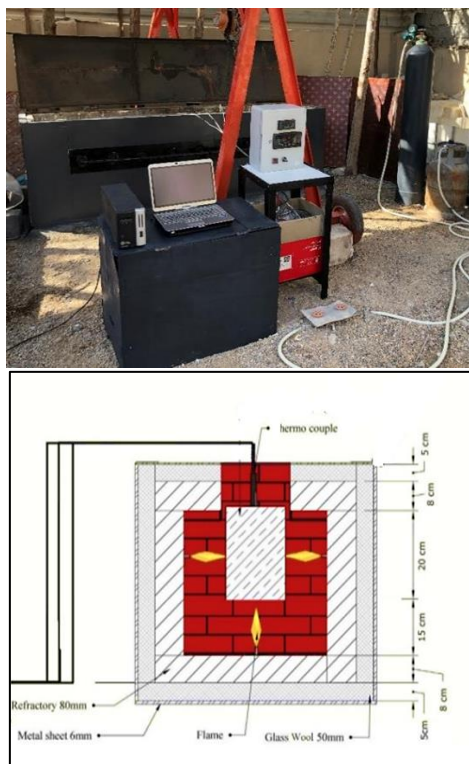 hermo couple
5 cm
8 cm
20 cm
15 cm
8 cm
5cm
Refractory 80mm
Metal sheet 6mm
Flame
Glass Wool 50mm